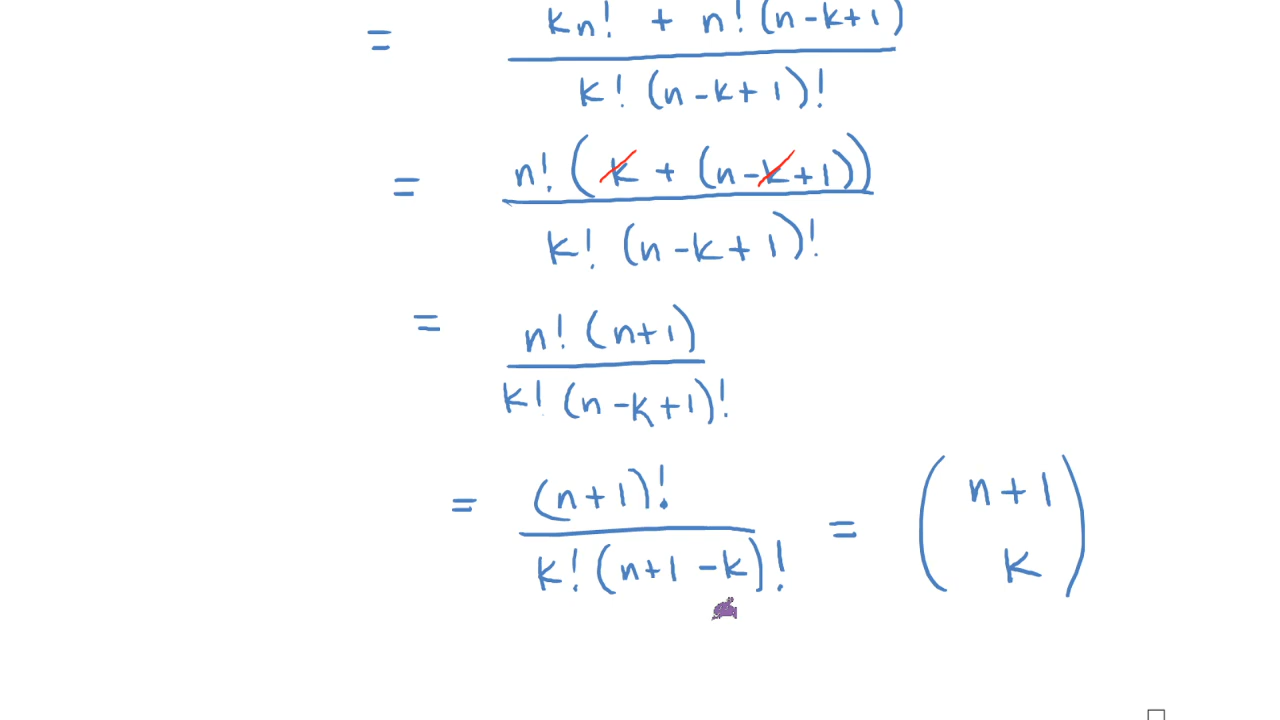 = kn! + n!(n-k+1)
k! (n-k+1)!
= n! (k + (n-k+1))
k! (n-k+1)!
= n! (n+1)
k! (n-k+1)!
= (n+1)! = (n+1
k! (n+1-k)! k)